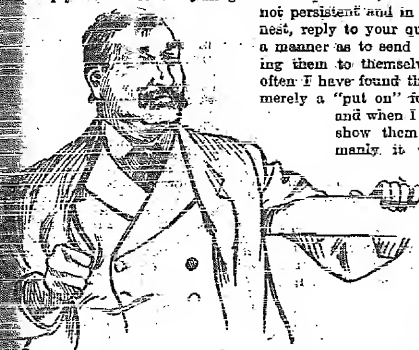 not persistent and in
nest, reply to your qu
a manner as to send
ing them to themselv
often I have found th
merely a "put on" fe
and when I
show them
manly, it